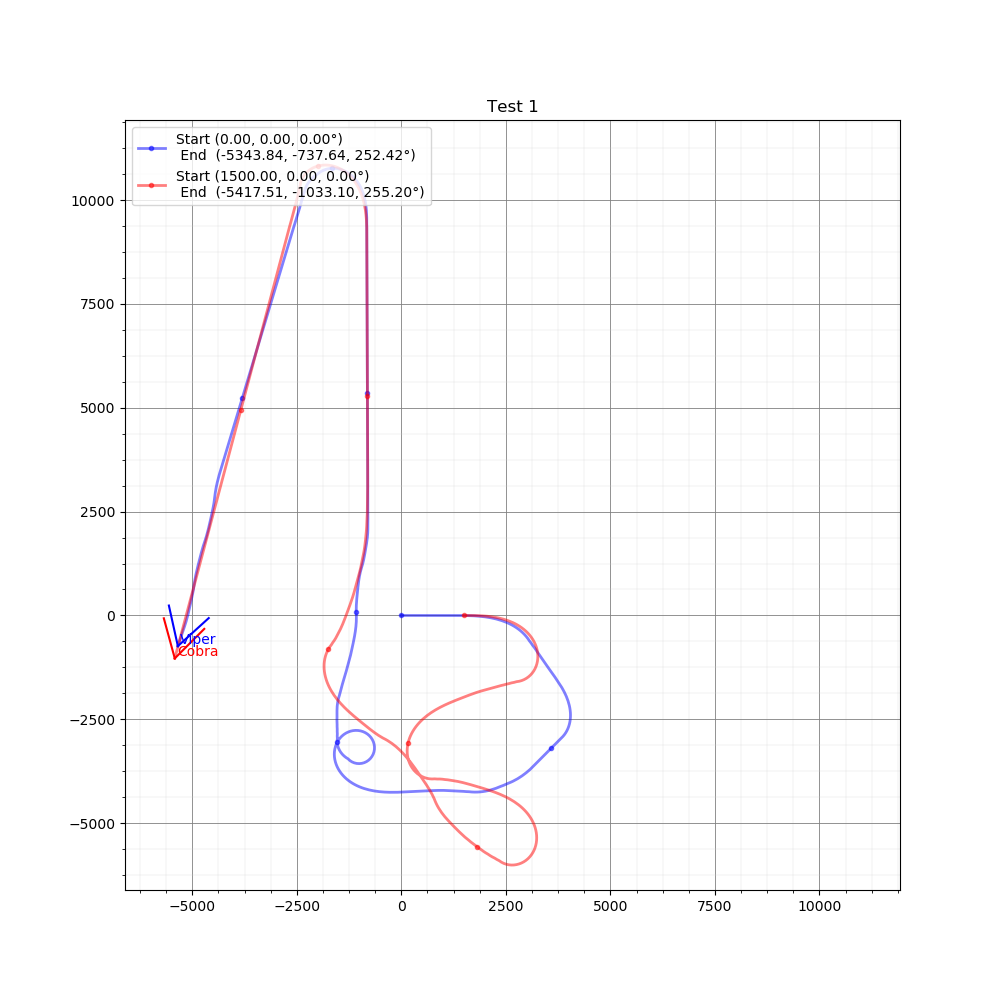 Test 1
Start (0.00, 0.00, 0.00°)
End (-5343.84, -737.64, 252.42°)
Start (1500.00, 0.00, 0.00°)
End (-5417.51, -1033.10, 255.20°)
10000
7500
5000
2500
0
−2500
−5000
Viper
Cobra
−5000 −2500 0 2500 5000 7500 10000